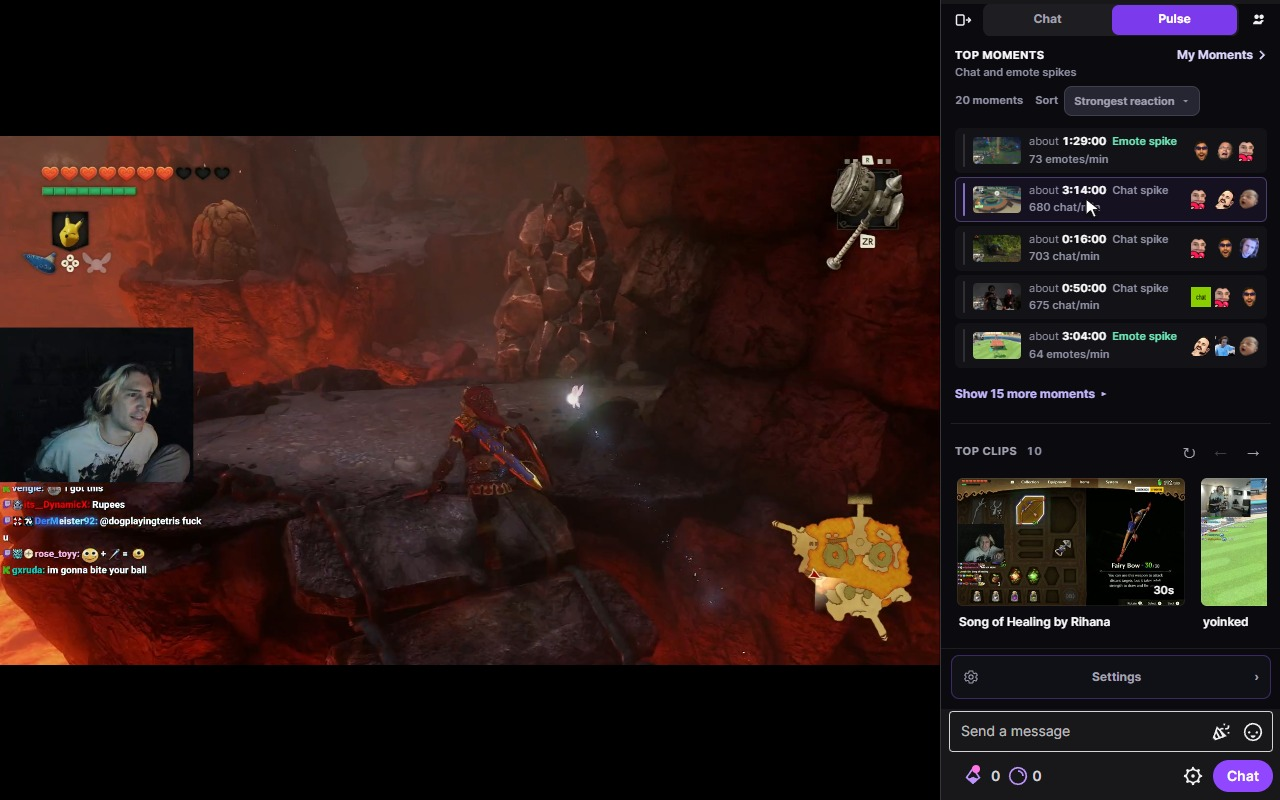 Chat
Pulse
TOP MOMENTS
My Moments
Chat and emote spikes
20 moments
Sort
Strongest reaction
about 1:29:00 Emote spike
73 emotes/min
about 3:14:00 Chat spike
680 chat/
about 0:16:00 Chat spike
703 chat/min
about 0:50:00 Chat spike
675 chat/min
chat
about 3:04:00 Emote spike
64 emotes/min
Show 15 more moments
TOP CLIPS 10
Fairy Bow
30s
Song of Healing by Rihana
yoinked
Settings
Send a message
0
0
Chat
R
ZR
vengie: i got this
its__DynamicX: Rupees
DerMeister92: @dogplayingtetris fuck
u
rose_toyy: + =
gxruda: im gonna bite your ball